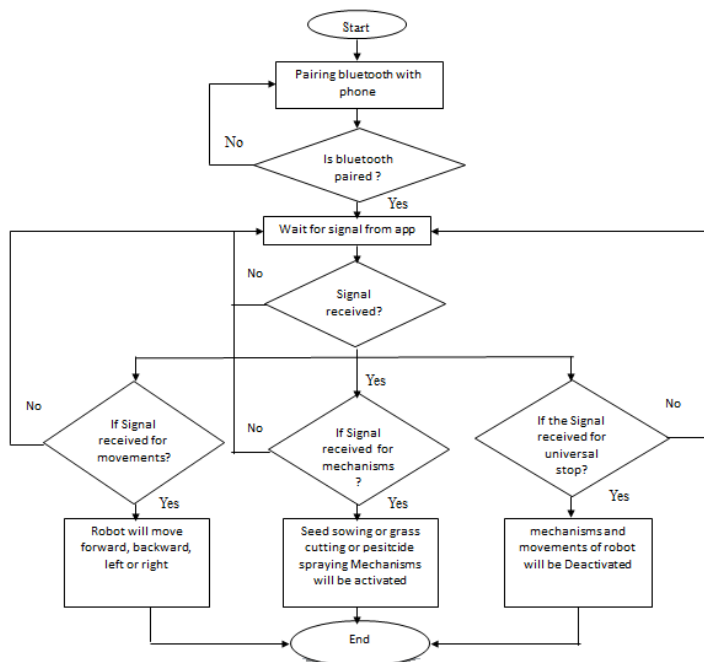 Start
Pairing bluetooth with
phone
No
Is bluetooth
paired ?
Yes
Wait for signal from app
No
Signal
received?
Yes
No
If Signal
received for
movements?
No
If Signal
received for
mechanisms
?
If the Signal
received for
universal
stop?
No
Yes
Yes
Yes
Robot will move
forward, backward,
left or right
Seed sowing or grass
cutting or pesitcide
spraying Mechanisms
will be activated
mechanisms and
movements of robot
will be Deactivated
End